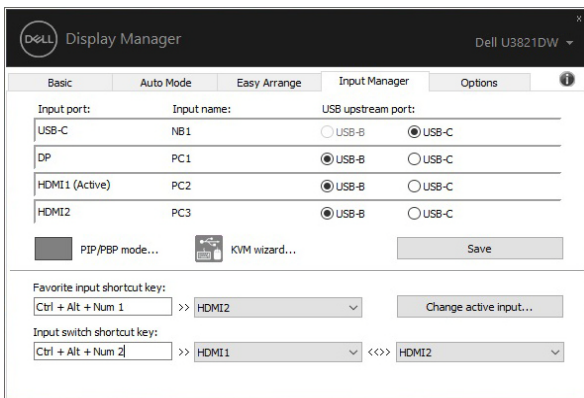 x
DELL Display Manager Dell U3821DW
Basic Auto Mode Easy Arrange Input Manager Options i
Input port: Input name: USB upstream port:
USB-C NB1 USB-B USB-C
DP PC1 USB-B USB-C
HDMI1 (Active) PC2 USB-B USB-C
HDMI2 PC3 USB-B USB-C
PIP/PBP mode... KVM wizard... Save
Favorite input shortcut key:
Ctrl + Alt + Num 1 >> HDMI2 Change active input...
Input switch shortcut key:
Ctrl + Alt + Num 2 >> HDMI1 <<>> HDMI2